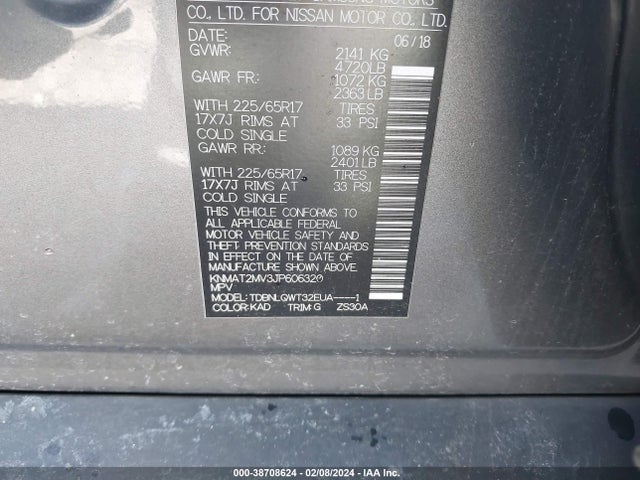 CO., LTD. FOR NISSAN MOTOR CO., LTD.
DATE: 06/18
GVWR: 2141 KG
4720LB
GAWR FR: 1072 KG
2363LB
WITH 225/65R17 TIRES
17X7J RIMS AT 33 PSI
COLD SINGLE
GAWR RR: 1089 KG
2401LB
WITH 225/65R17 TIRES
17X7J RIMS AT 33 PSI
COLD SINGLE
THIS VEHICLE CONFORMS TO
ALL APPLICABLE FEDERAL
MOTOR VEHICLE SAFETY AND
THEFT PREVENTION STANDARDS
IN EFFECT ON THE DATE OF
MANUFACTURE SHOWN ABOVE.
KNMAT2MV3JP606320
MPV
MODEL:TDBNLQWT32EUA----1
COLOR:KAD TRIM:G ZS30A
000-38708624 - 02/08/2024 - IAA Inc.